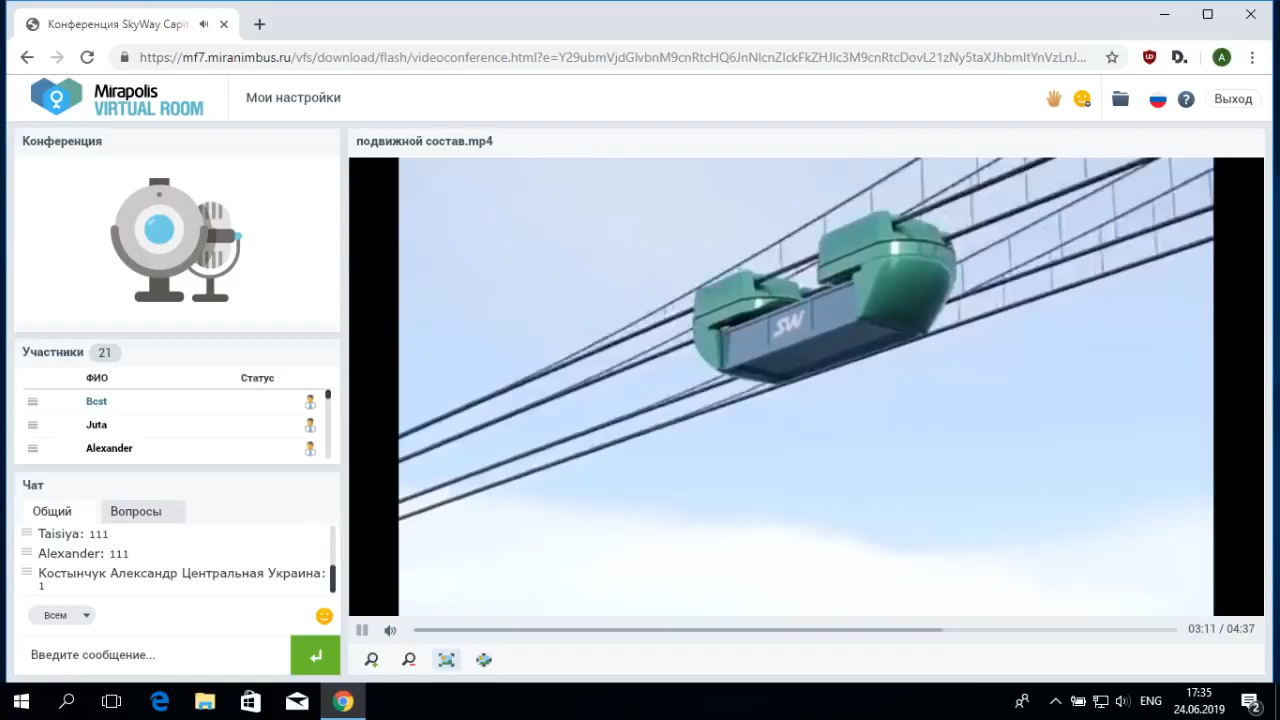 Конференция SkyWay Capit
https://mf7.miranimbus.ru/vfs/download/flash/videoconference.html?e=Y29ubmVjdGlvbnM9cnRtcHQ6JnNlcnZlckFkZHJlc3M9cnRtcDovL21zNy5taXJhbmltYnVzLnJ...
Mirapolis
VIRTUAL ROOM
Мои настройки
Выход
Конференция
подвижной состав.mp4
SW
Участники 21
ФИО Статус
Bcst
Juta
Alexander
Чат
Общий Вопросы
Taisiya: 111
Alexander: 111
Костынчук Александр Центральная Украина:
1
Всем
Введите сообщение...
03:11 / 04:37
ENG
17:35
24.06.2019
2